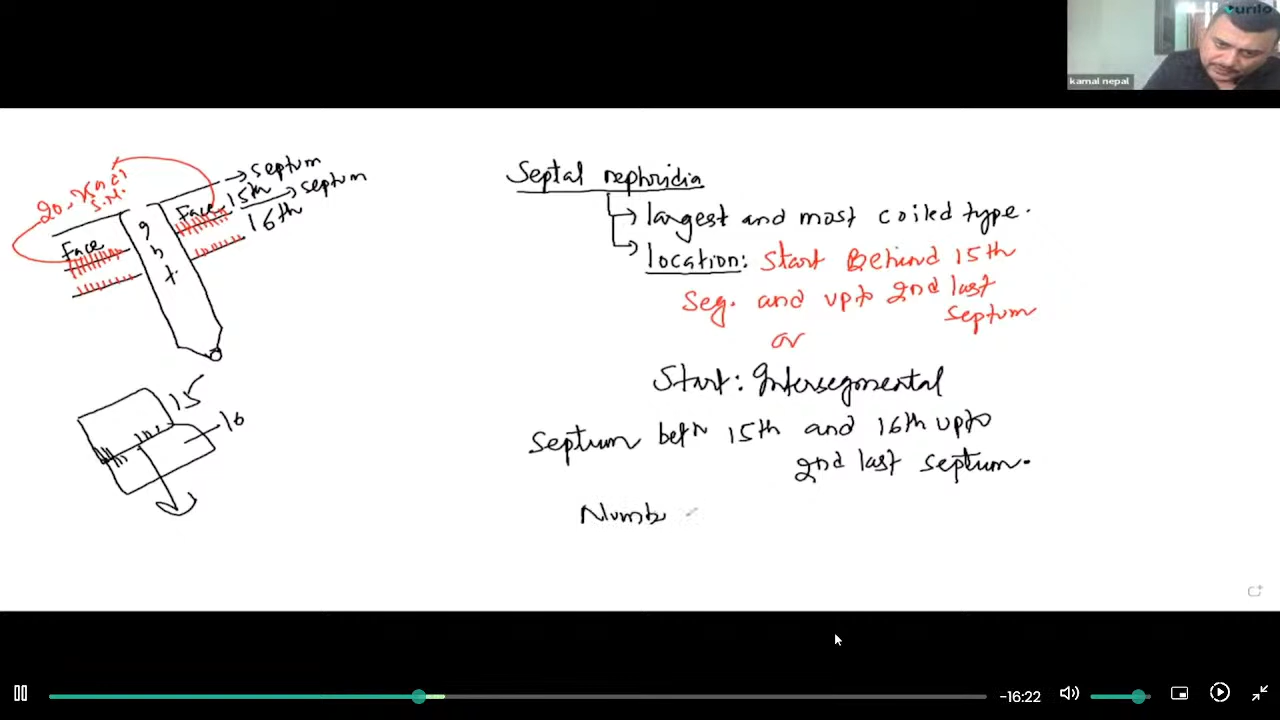 turito
kamal nepal
→ septum
15th → septum
16th
S.M.
Face
Face
g
h
t
15
16
Septal nephridia
→ largest and most coiled type.
→ location: Start Behind 15th
Seg. and upto 2nd last
septum
or
Start: Intersegmental
Septum betn 15th and 16th upto
2nd last septum.
Numb
-16:22